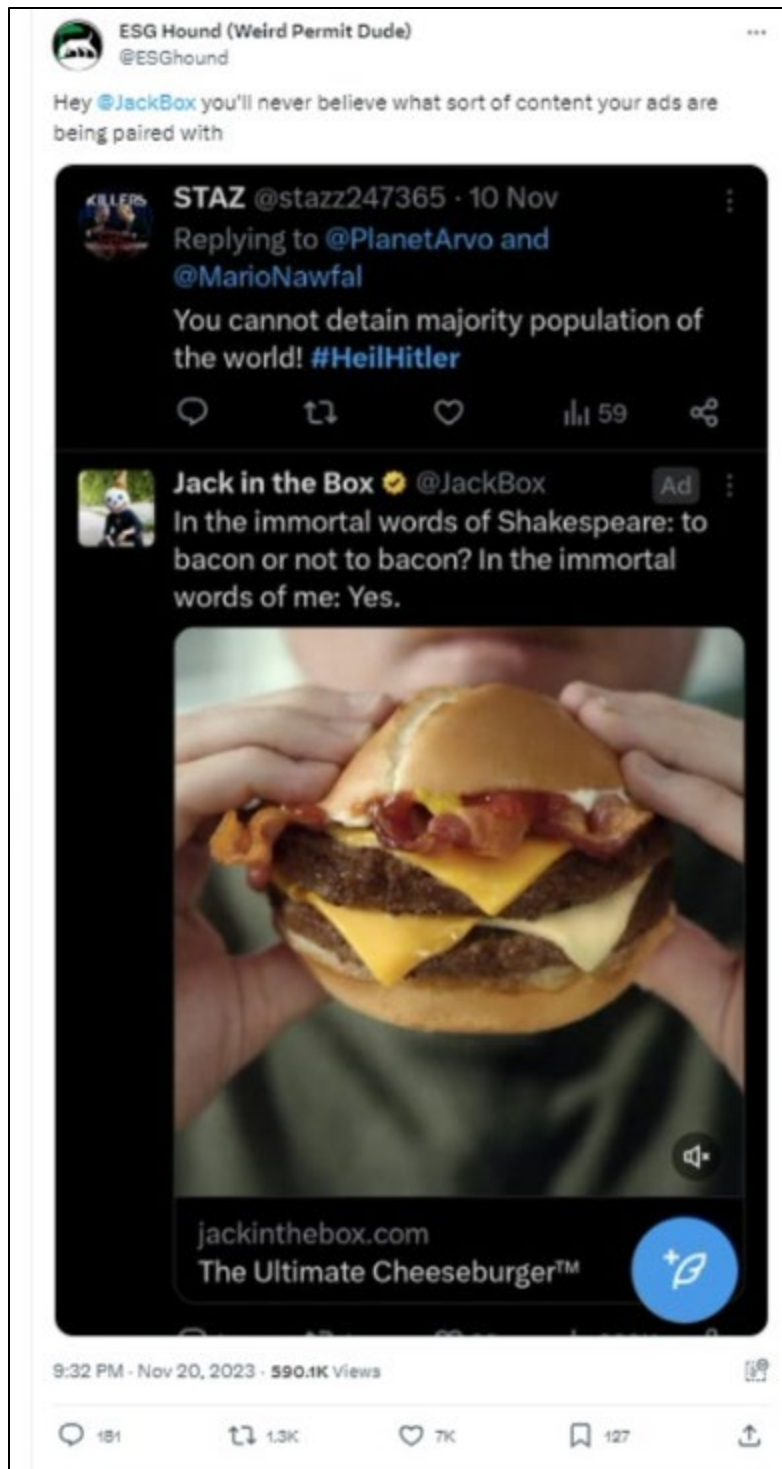 ESG Hound (Weird Permit Dude)
@ESGhound
Hey @JackBox you'll never believe what sort of content your ads are
being paired with
KILLERS
STAZ @stazz247365 · 10 Nov
Replying to @PlanetArvo and
@MarioNawfal
You cannot detain majority population of
the world! #HeilHitler
59
Jack in the Box @JackBox Ad
In the immortal words of Shakespeare: to
bacon or not to bacon? In the immortal
words of me: Yes.
jackinthebox.com
The Ultimate Cheeseburger™
9:32 PM · Nov 20, 2023 · 590.1K Views
181 1.3K 7K 127